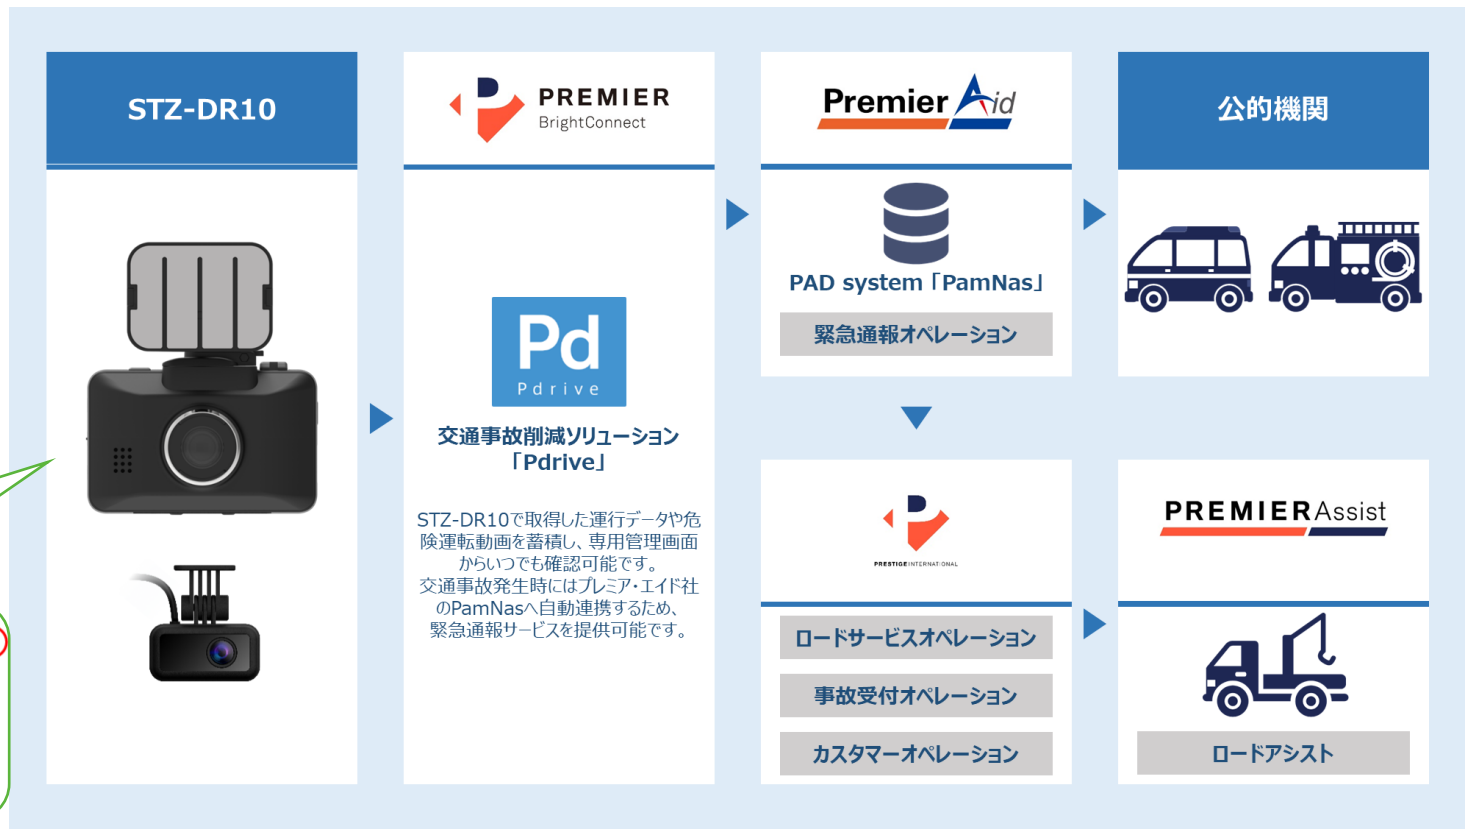 STZ-DR10
PREMIER
BrightConnect
Pd
Pdrive
交通事故削減ソリューション
「Pdrive」
STZ-DR10で取得した運行データや危
険運転動画を蓄積し、専用管理画面
からいつでも確認可能です。
交通事故発生時にはプレミア・エイド社
のPamNasへ自動連携するため、
緊急通報サービスを提供可能です。
Premier Aid
PAD system「PamNas」
緊急通報オペレーション
公的機関
PRESTIGE INTERNATIONAL
ロードサービスオペレーション
事故受付オペレーション
カスタマーオペレーション
PREMIER Assist
ロードアシスト